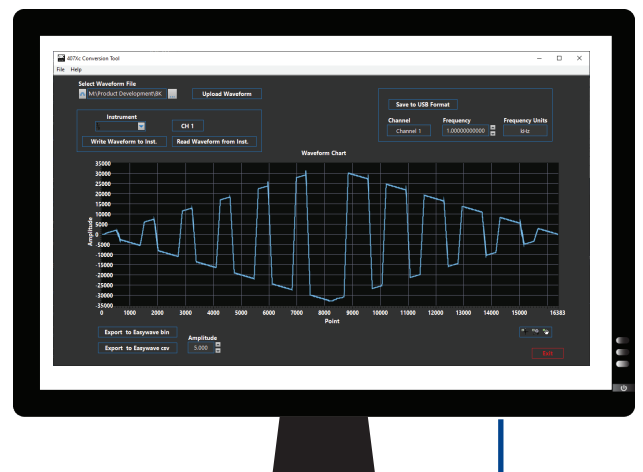 407Xc Conversion Tool
File Help
Select Waveform File
M:\Product Development\BK ...
Upload Waveform
Instrument
CH 1
Write Waveform to Inst.
Read Waveform from Inst.
Save to USB Format
Channel Frequency Frequency Units
Channel 1 1.00000000000 kHz
Waveform Chart
Amplitude
35000
30000
25000
20000
15000
10000
5000
0
-5000
-10000
-15000
-20000
-25000
-30000
-35000
0 1000 2000 3000 4000 5000 6000 7000 8000 9000 10000 11000 12000 13000 14000 15000 16383
Point
Export to Easywave bin
Export to Easywave csv
Amplitude
5.000
Exit